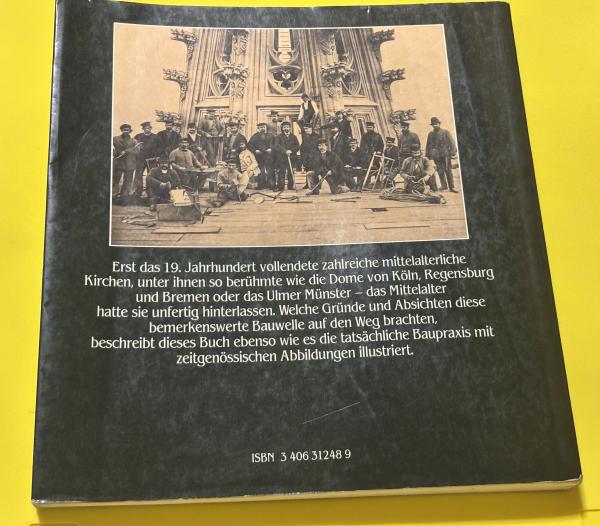 Erst das 19. Jahrhundert vollendete zahlreiche mittelalterliche
Kirchen, unter ihnen so berühmte wie die Dome von Köln, Regensburg
und Bremen oder das Ulmer Münster – das Mittelalter
hatte sie unfertig hinterlassen. Welche Gründe und Absichten diese
bemerkenswerte Bauwelle auf den Weg brachten,
beschreibt dieses Buch ebenso wie es die tatsächliche Baupraxis mit
zeitgenössischen Abbildungen illustriert.
ISBN 3 406 31248 9